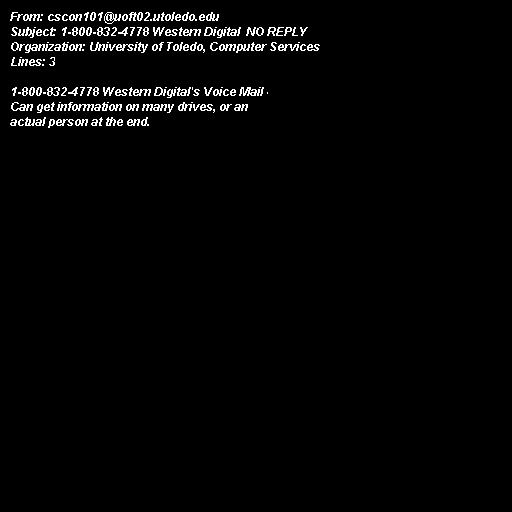 From: cscon101@uoft02.utoledo.edu
Subject: 1-800-832-4778 Western Digital  NO REPLY
Organization: University of Toledo, Computer Services
Lines: 3

1-800-832-4778 Western Digital's Voice Mail -
Can get information on many drives, or an
actual person at the end.